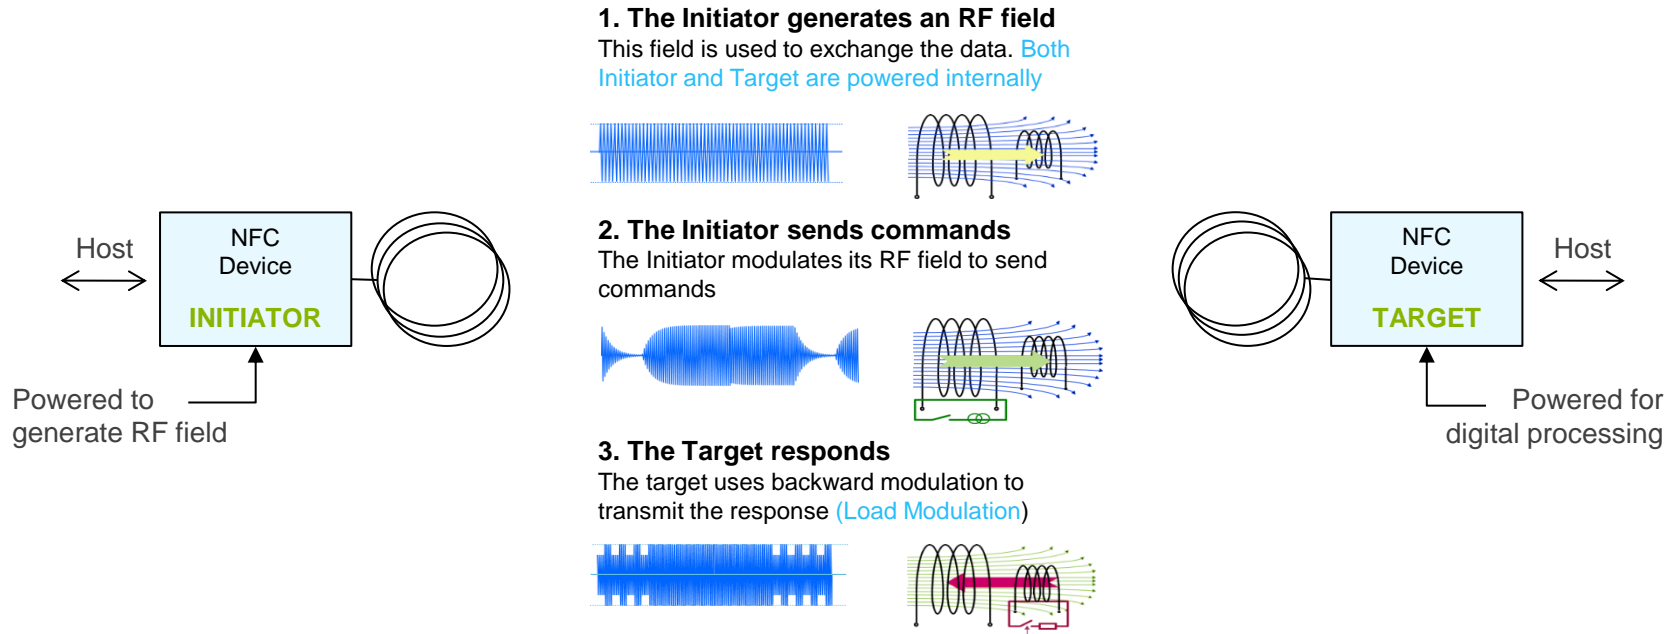 1. The Initiator generates an RF field
This field is used to exchange the data. Both
Initiator and Target are powered internally
Host
NFC
Device
INITIATOR
Powered to
generate RF field
2. The Initiator sends commands
The Initiator modulates its RF field to send
commands
3. The Target responds
The target uses backward modulation to
transmit the response (Load Modulation)
NFC
Device
TARGET
Host
Powered for
digital processing